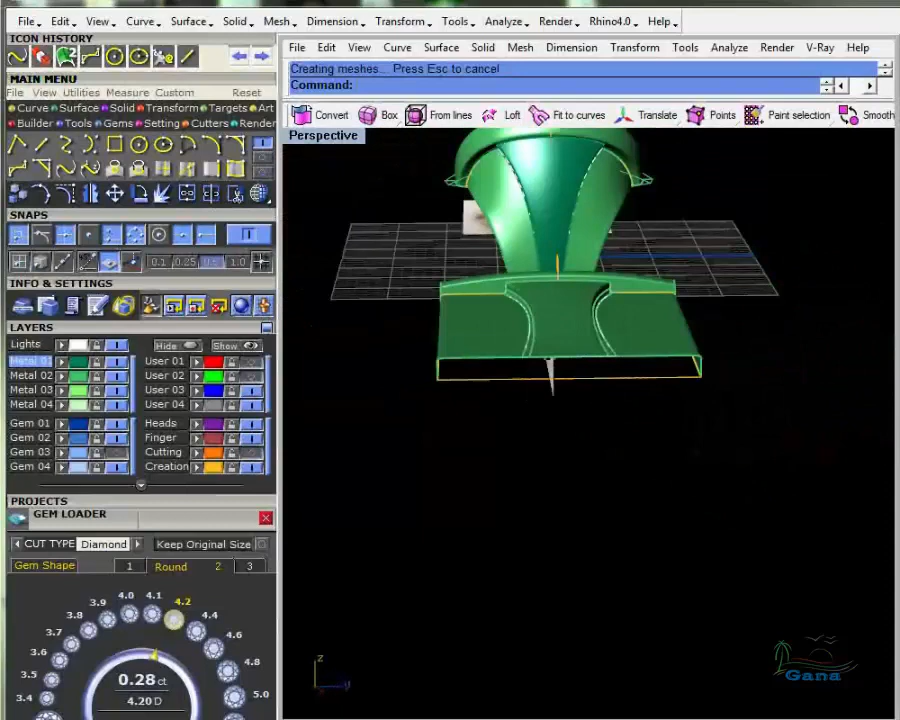 File Edit View Curve Surface Solid Mesh Dimension Transform Tools Analyze Render Rhino4.0 Help
ICON HISTORY
MAIN MENU
File View Utilities Measure Custom Reset
Curve Surface Solid Transform Targets Art
Builder Tools Gems Setting Cutters Render
SNAPS
0.1 0.25 0.5 1.0
INFO & SETTINGS
LAYERS
Lights Hide Show
Metal 01 User 01
Metal 02 User 02
Metal 03 User 03
Metal 04 User 04
Gem 01 Heads
Gem 02 Finger
Gem 03 Cutting
Gem 04 Creation
PROJECTS
GEM LOADER
CUT TYPE Diamond Keep Original Size
Gem Shape 1 Round 2 3
3.4 3.5 3.6 3.7 3.8 3.9 4.0 4.1 4.2 4.4 4.6 4.8 5.0
0.28 ct
4.20 D
File Edit View Curve Surface Solid Mesh Dimension Transform Tools Analyze Render V-Ray Help
Creating meshes... Press Esc to cancel
Command:
Convert Box From lines Loft Fit to curves Translate Points Paint selection Smooth
Perspective
z
y
Gana